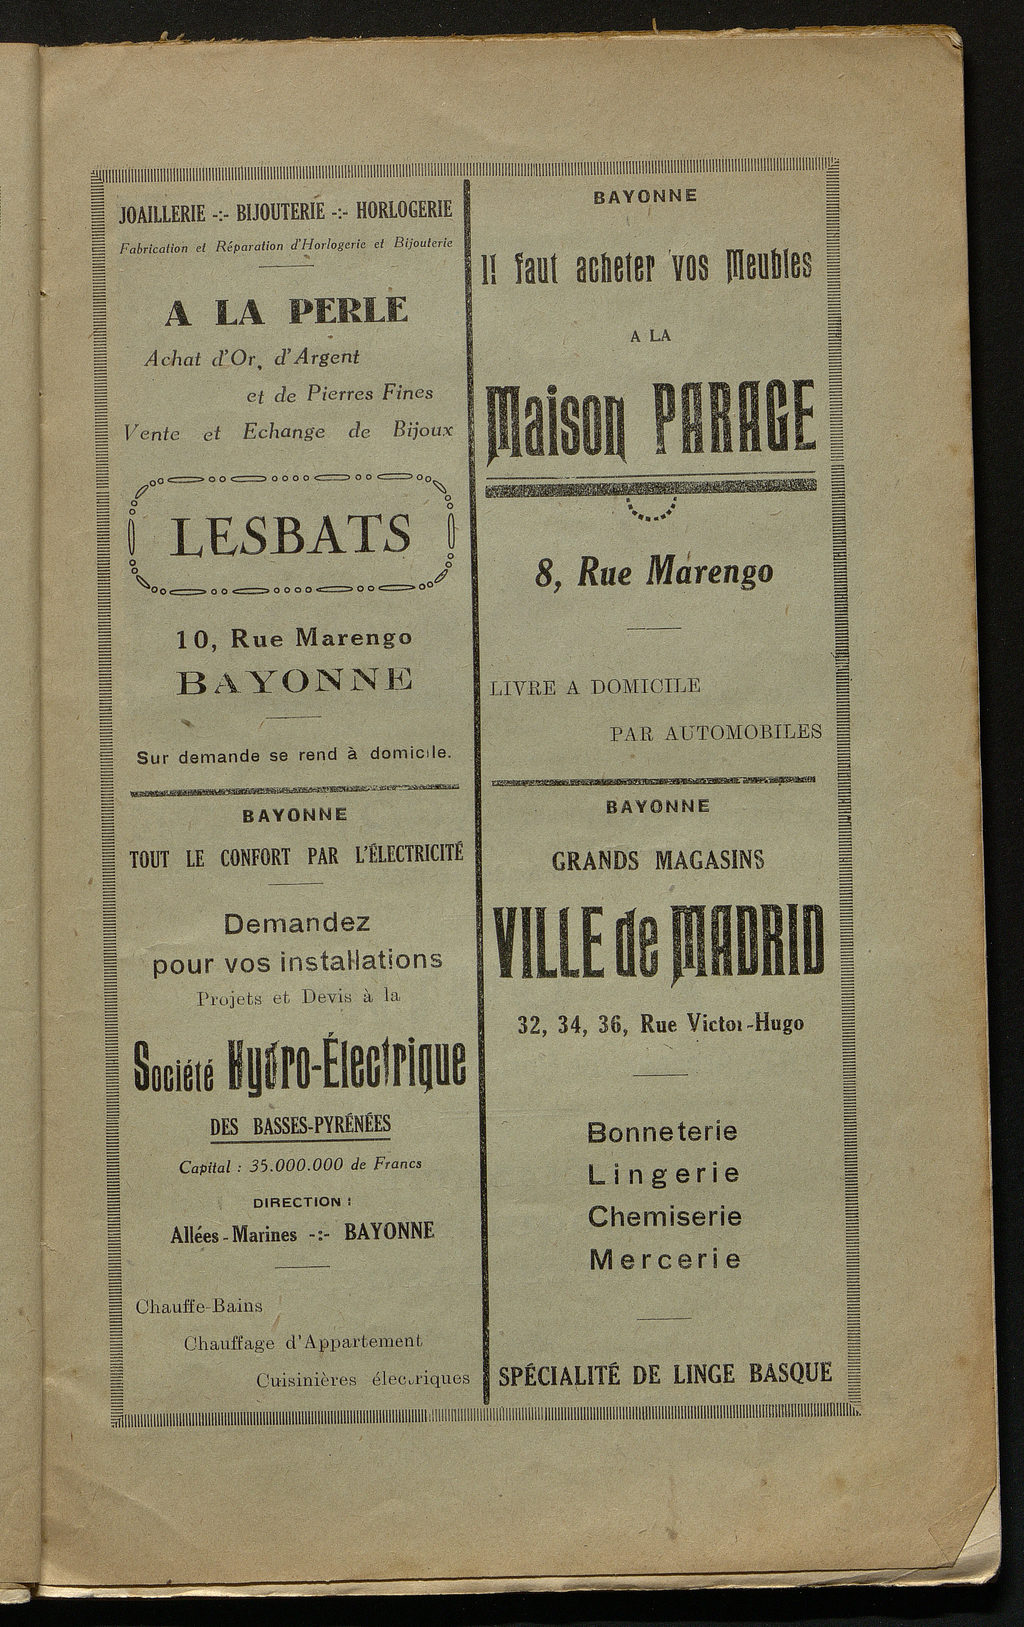 JOAILLERIE -:- BIJOUTERIE -:- HORLOGERIE
Fabrication et Réparation d'Horlogerie et Bijouterie
A LA PERLE
Achat d'Or, d'Argent
et de Pierres Fines
Vente et Echange de Bijoux
LESBATS
10, Rue Marengo
BAYONNE
Sur demande se rend à domicile.
BAYONNE
TOUT LE CONFORT PAR L'ÉLECTRICITÉ
Demandez
pour vos installations
Projets et Devis à la
Société Hydro-Électrique
DES BASSES-PYRÉNÉES
Capital : 35.000.000 de Francs
DIRECTION :
Allées-Marines -:- BAYONNE
Chauffe-Bains
Chauffage d'Appartement
Cuisinières électriques
BAYONNE
Il faut acheter vos Meubles
A LA
Maison PARAGE
8, Rue Marengo
LIVRE A DOMICILE
PAR AUTOMOBILES
BAYONNE
GRANDS MAGASINS
VILLE de MADRID
32, 34, 36, Rue Victor-Hugo
Bonneterie
Lingerie
Chemiserie
Mercerie
SPÉCIALITÉ DE LINGE BASQUE